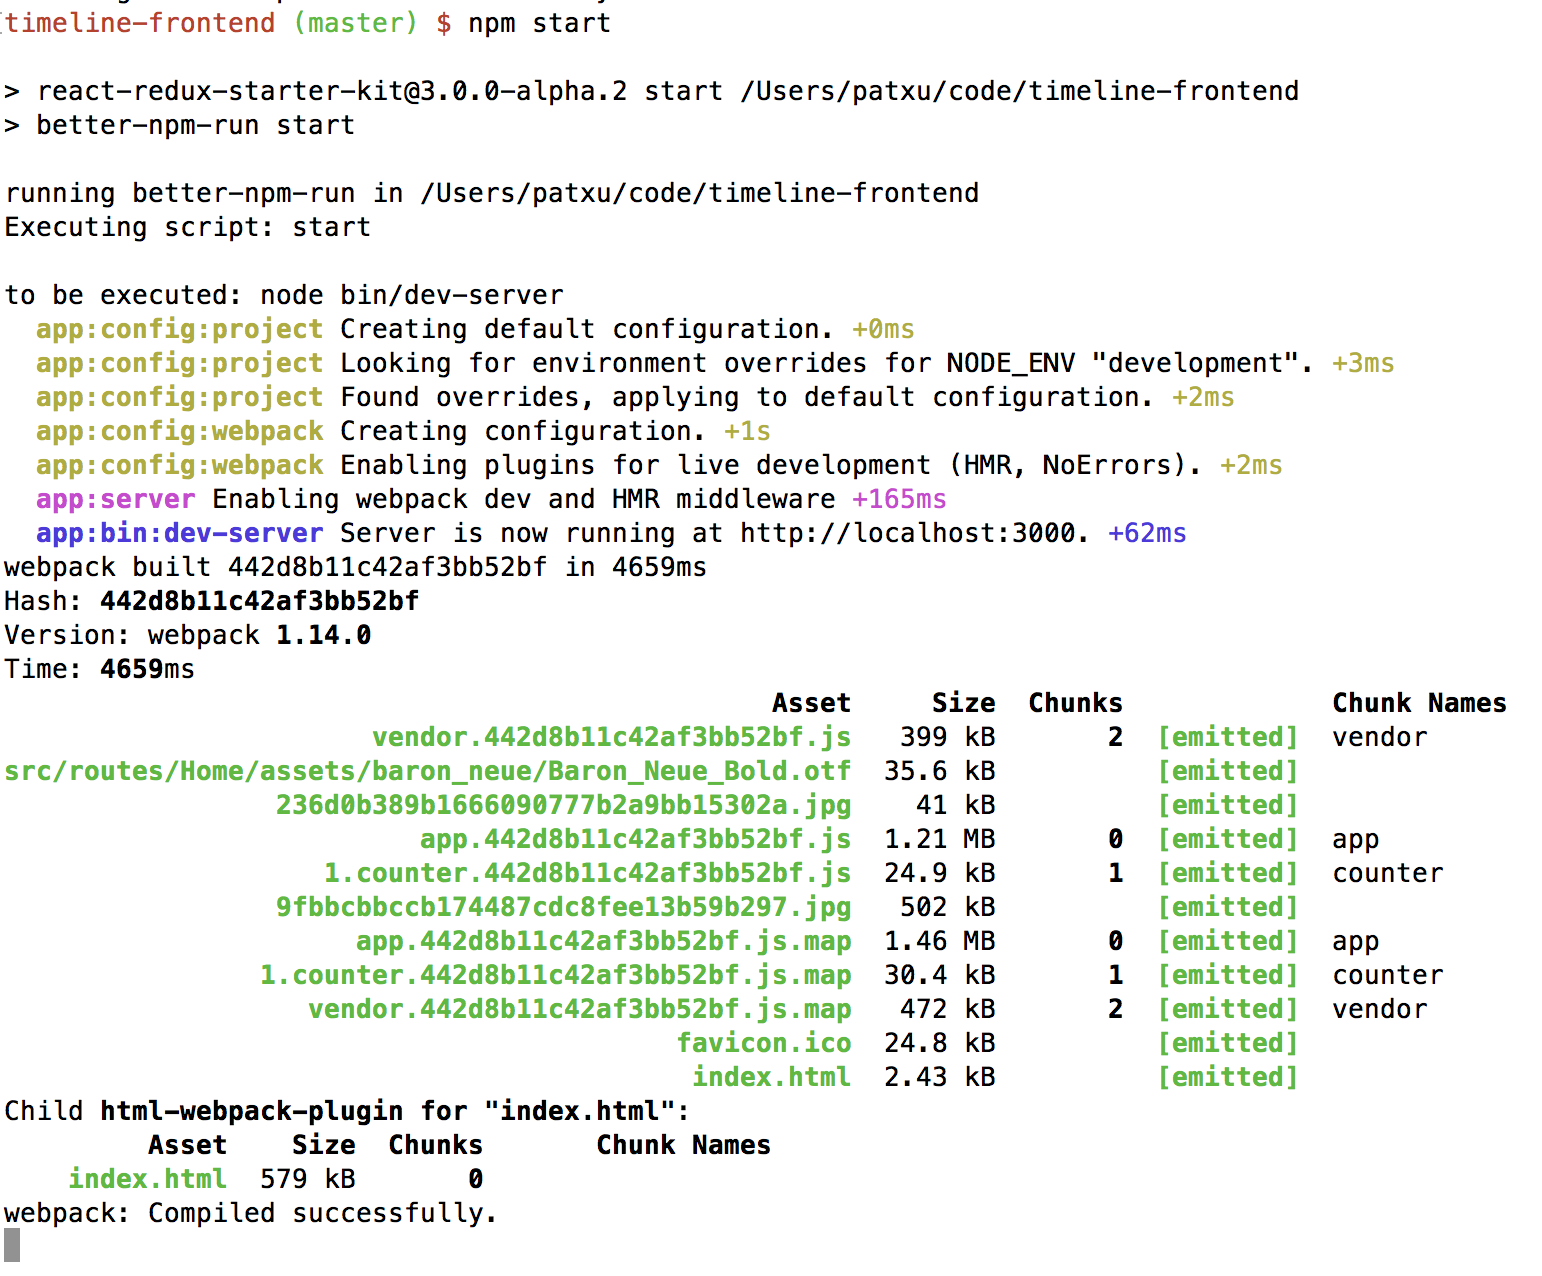 timeline-frontend (master) $ npm start
> react-redux-starter-kit@3.0.0-alpha.2 start /Users/patxu/code/timeline-frontend
> better-npm-run start
running better-npm-run in /Users/patxu/code/timeline-frontend
Executing script: start
to be executed: node bin/dev-server
app:config:project Creating default configuration. +0ms
app:config:project Looking for environment overrides for NODE_ENV "development". +3ms
app:config:project Found overrides, applying to default configuration. +2ms
app:config:webpack Creating configuration. +1s
app:config:webpack Enabling plugins for live development (HMR, NoErrors). +2ms
app:server Enabling webpack dev and HMR middleware +165ms
app:bin:dev-server Server is now running at http://localhost:3000. +62ms
webpack built 442d8b11c42af3bb52bf in 4659ms
Hash: 442d8b11c42af3bb52bf
Version: webpack 1.14.0
Time: 4659ms
Asset Size Chunks Chunk Names
vendor.442d8b11c42af3bb52bf.js 399 kB 2 [emitted] vendor
src/routes/Home/assets/baron_neue/Baron_Neue_Bold.otf 35.6 kB [emitted]
236d0b389b1666090777b2a9bb15302a.jpg 41 kB [emitted]
app.442d8b11c42af3bb52bf.js 1.21 MB 0 [emitted] app
1.counter.442d8b11c42af3bb52bf.js 24.9 kB 1 [emitted] counter
9fbbcbbccb174487cdc8fee13b59b297.jpg 502 kB [emitted]
app.442d8b11c42af3bb52bf.js.map 1.46 MB 0 [emitted] app
1.counter.442d8b11c42af3bb52bf.js.map 30.4 kB 1 [emitted] counter
vendor.442d8b11c42af3bb52bf.js.map 472 kB 2 [emitted] vendor
favicon.ico 24.8 kB [emitted]
index.html 2.43 kB [emitted]
Child html-webpack-plugin for "index.html":
Asset Size Chunks Chunk Names
index.html 579 kB 0
webpack: Compiled successfully.